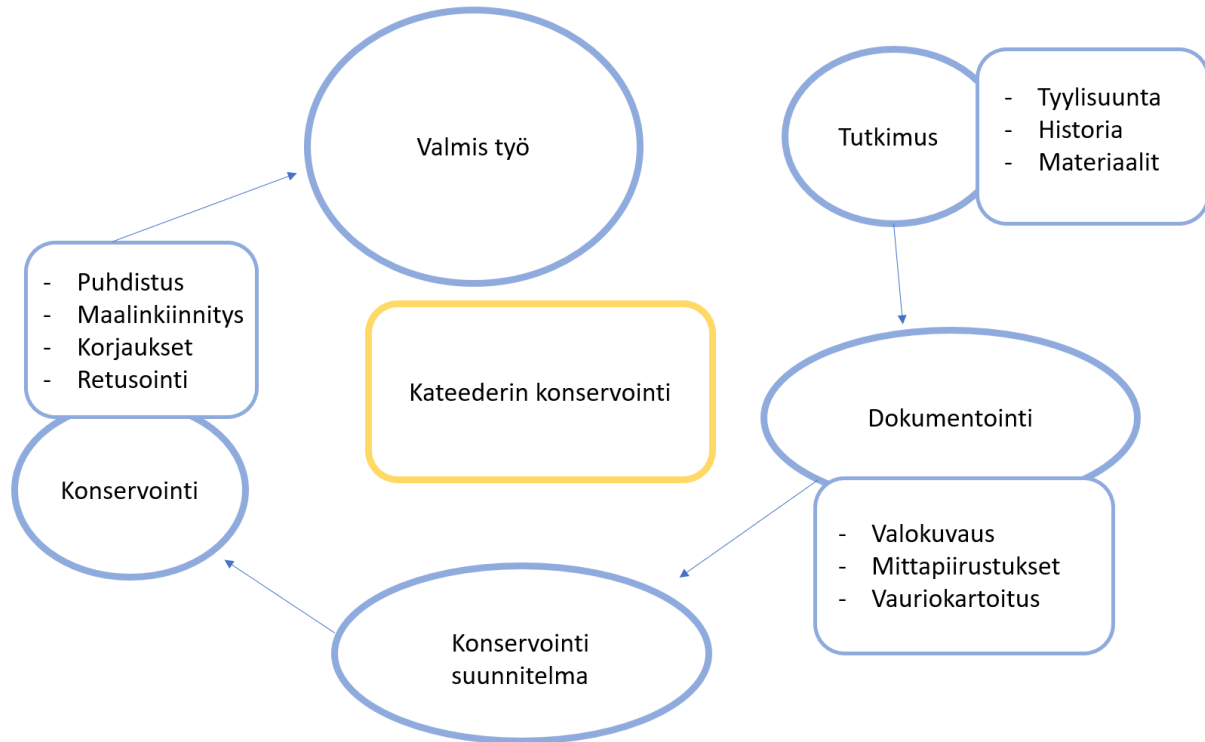 Valmis työ
Tutkimus
- Tyylisuunta
- Historia
- Materiaalit
- Puhdistus
- Maalinkiinnitys
- Korjaukset
- Retusointi
Kateederin konservointi
Dokumentointi
Konservointi
- Valokuvaus
- Mittapiirustukset
- Vauriokartoitus
Konservointi
suunnitelma